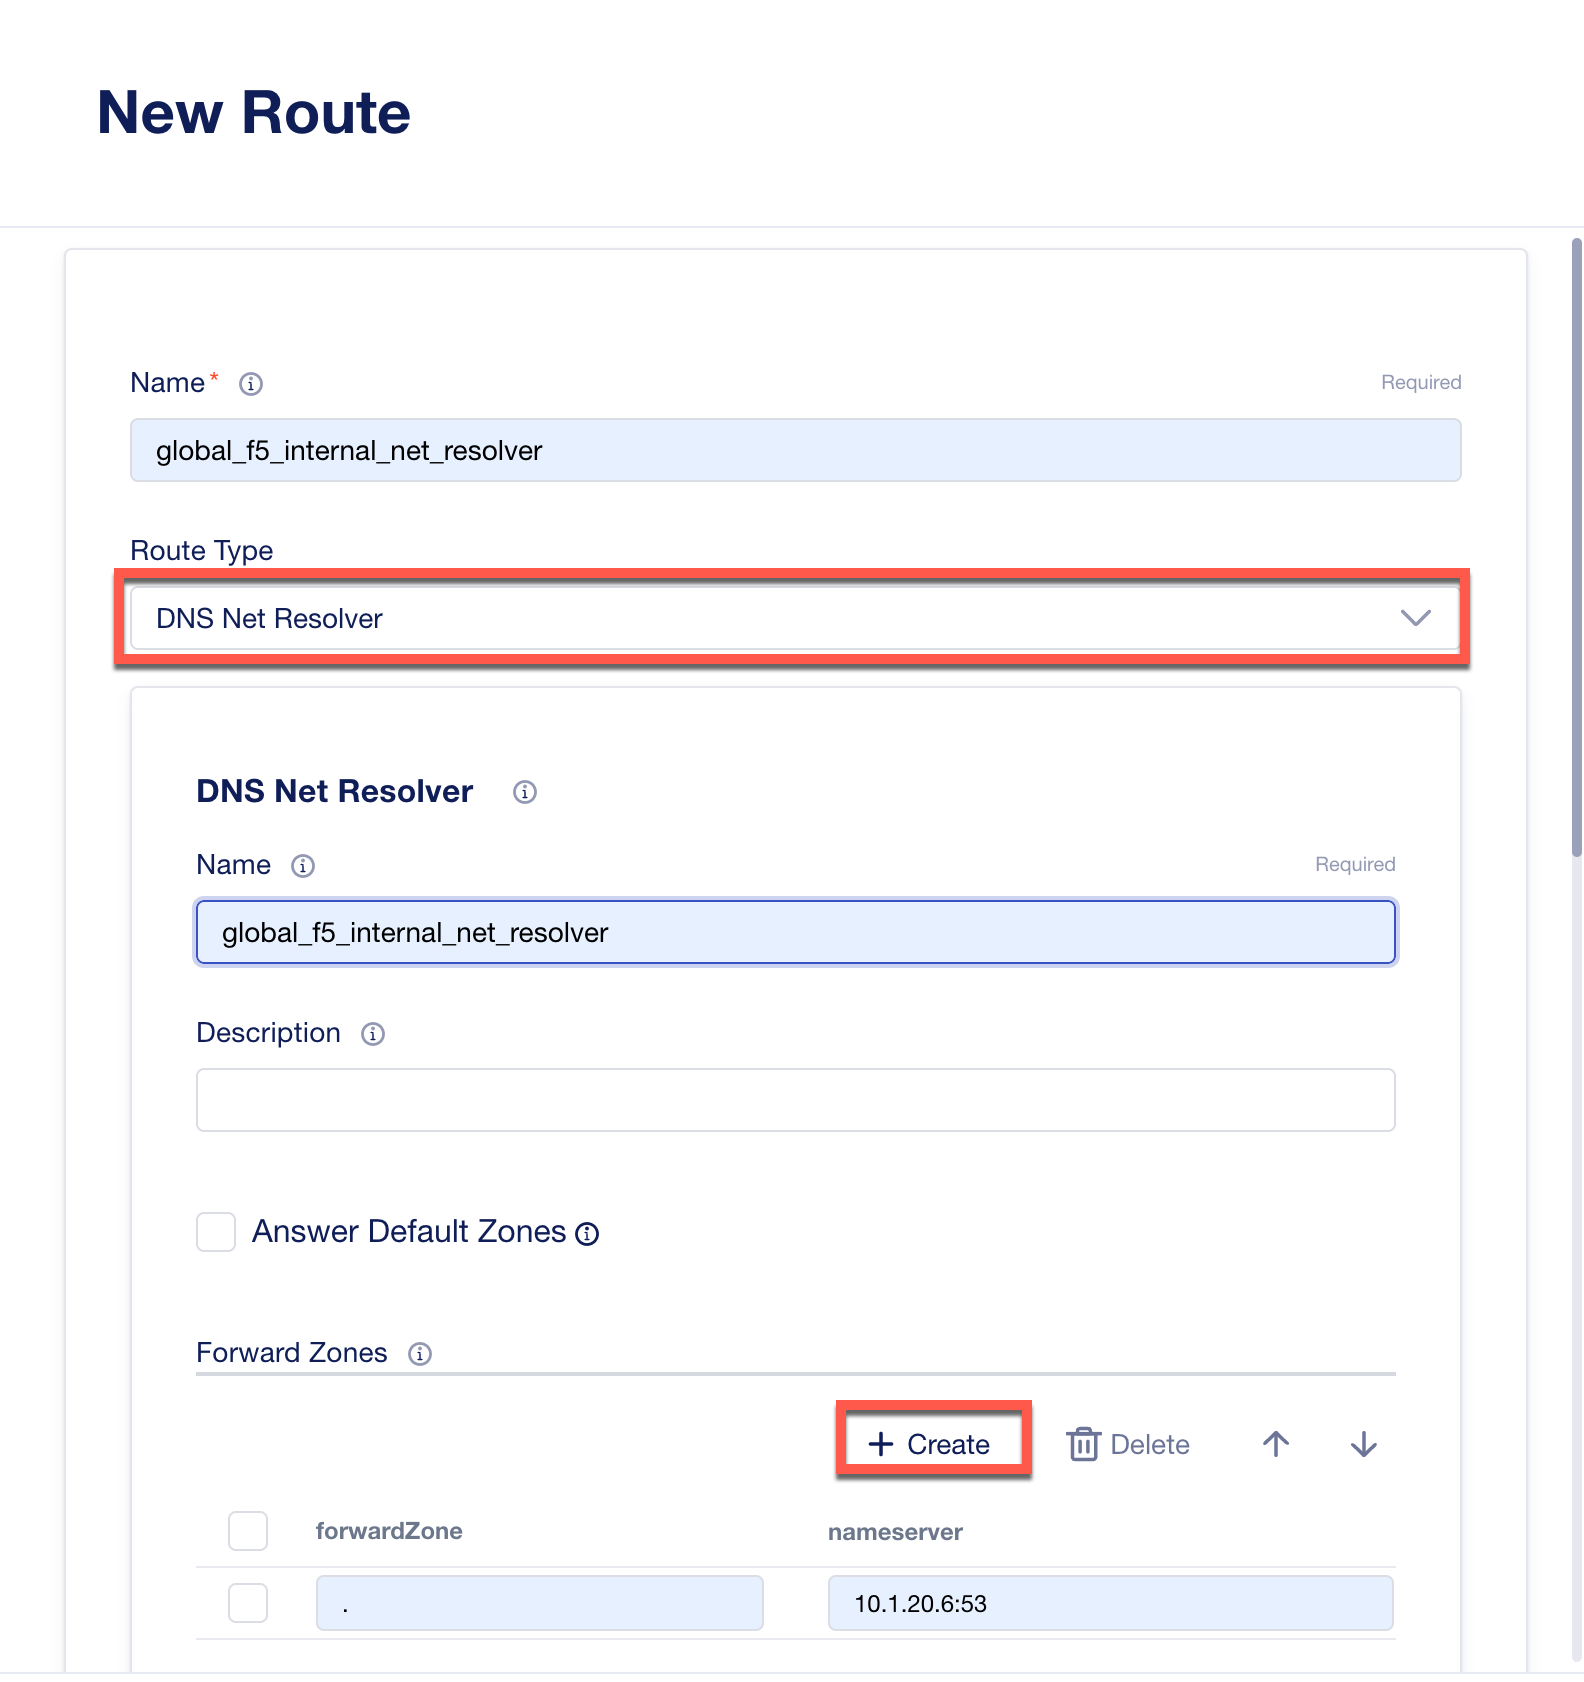 New Route
Name* Required
global_f5_internal_net_resolver
Route Type
DNS Net Resolver
DNS Net Resolver
Name Required
global_f5_internal_net_resolver
Description
Answer Default Zones
Forward Zones
+ Create Delete
forwardZone nameserver
. 10.1.20.6:53